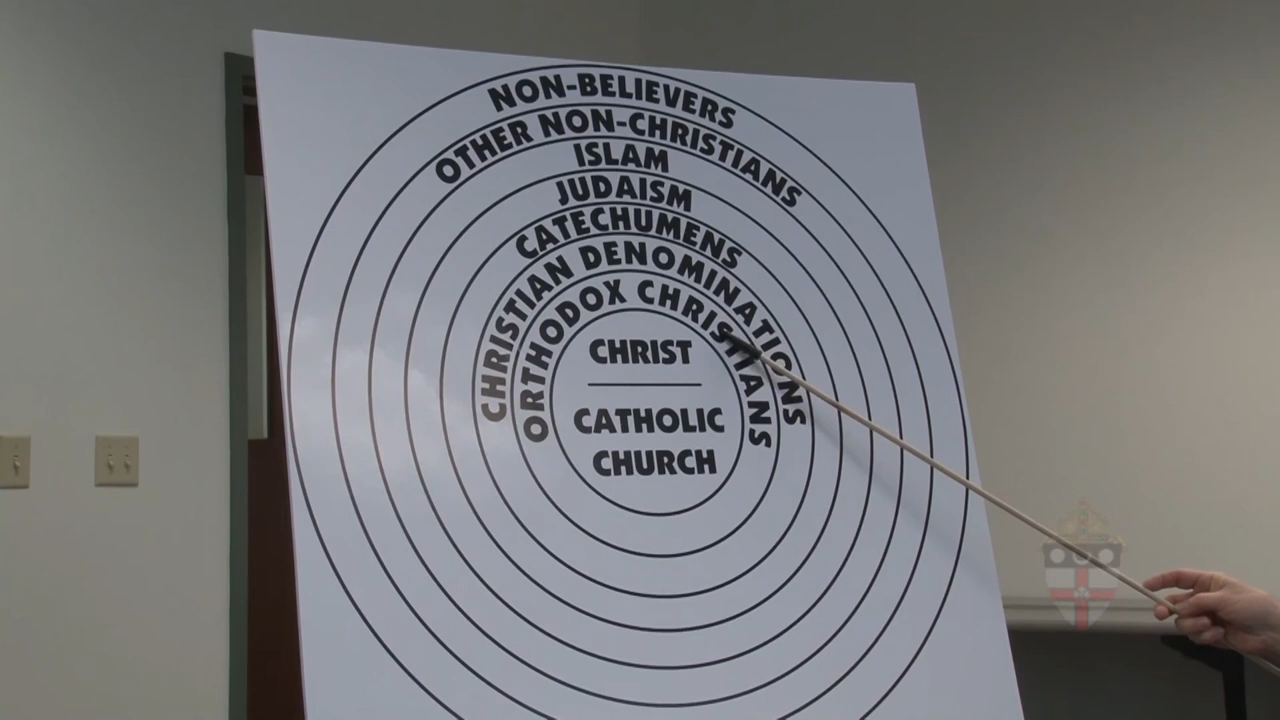 NON-BELIEVERS
OTHER NON-CHRISTIANS
ISLAM
JUDAISM
CATECHUMENS
CHRISTIAN DENOMINATIONS
ORTHODOX CHRISTIANS
CHRIST
CATHOLIC
CHURCH